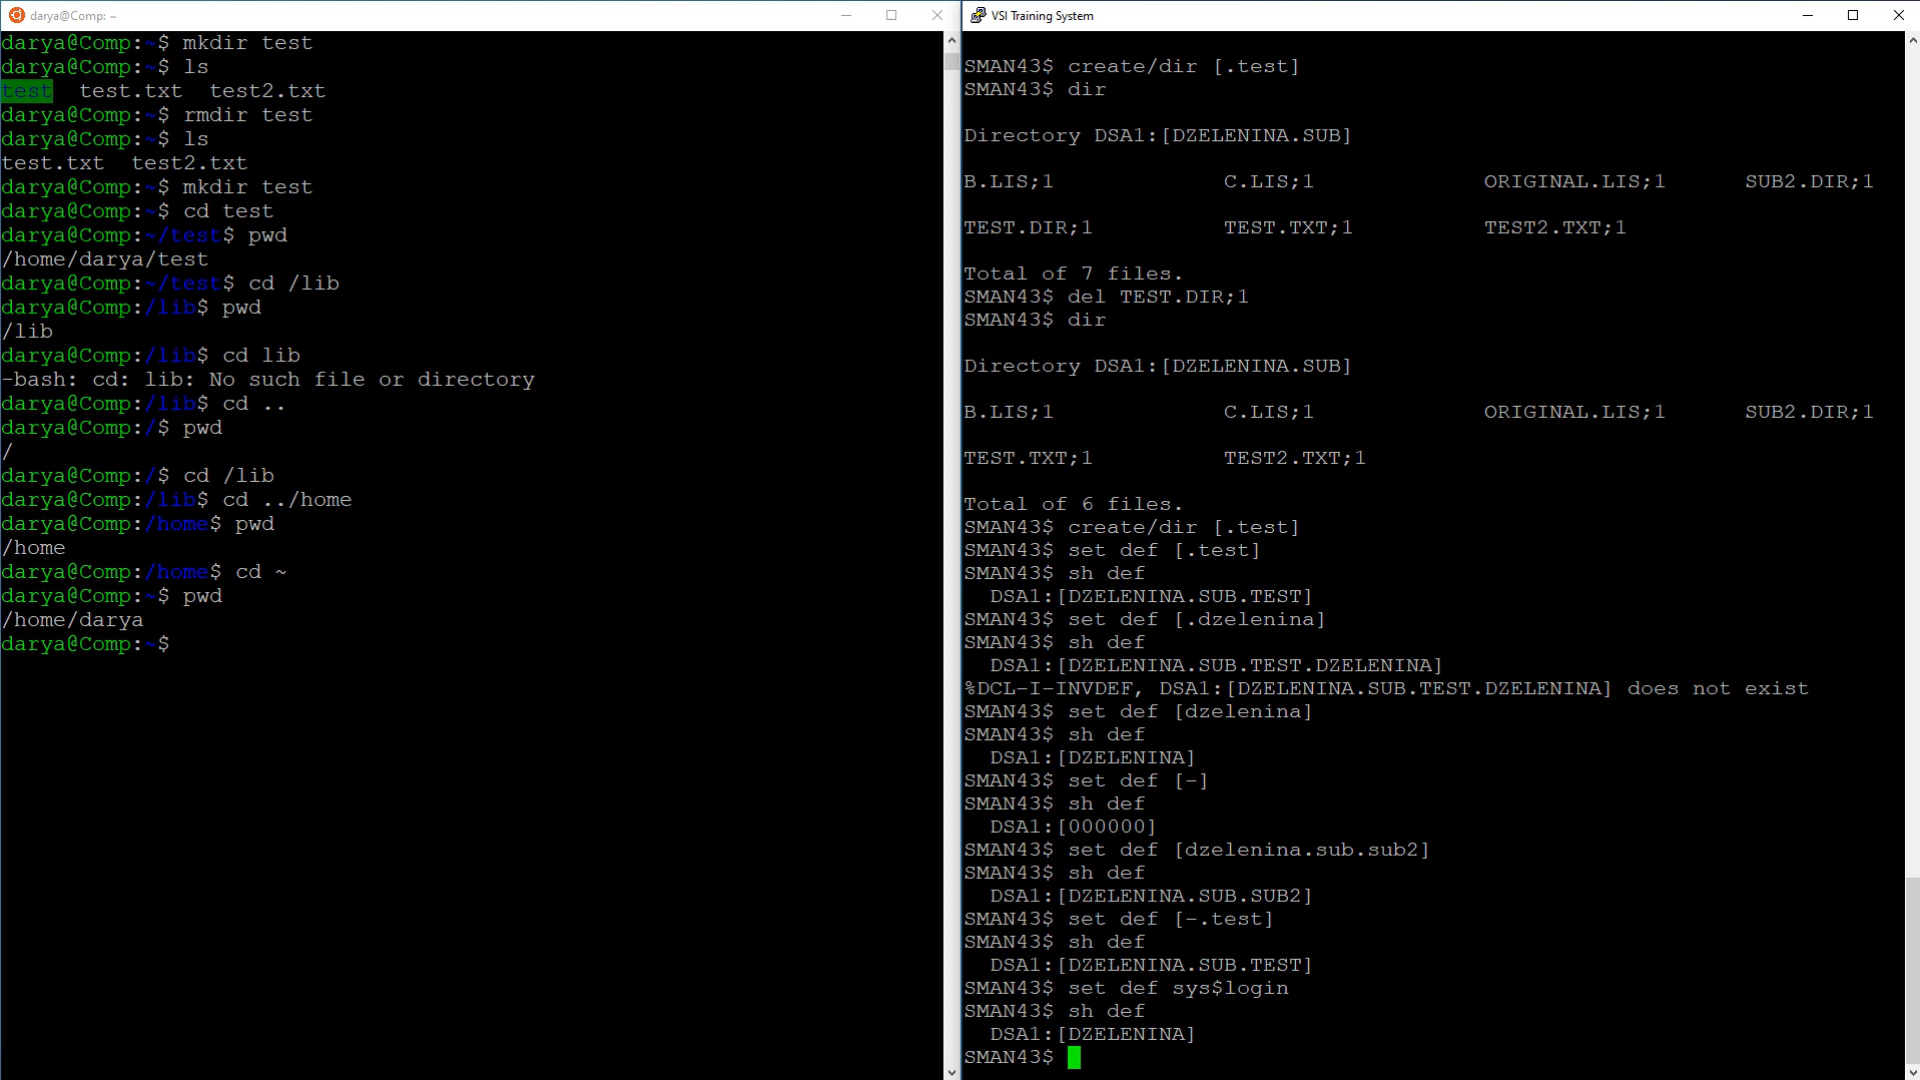 darya@Comp: ~
darya@Comp:~$ mkdir test
darya@Comp:~$ ls
test  test.txt  test2.txt
darya@Comp:~$ rmdir test
darya@Comp:~$ ls
test.txt  test2.txt
darya@Comp:~$ mkdir test
darya@Comp:~$ cd test
darya@Comp:~/test$ pwd
/home/darya/test
darya@Comp:~/test$ cd /lib
darya@Comp:/lib$ pwd
/lib
darya@Comp:/lib$ cd lib
-bash: cd: lib: No such file or directory
darya@Comp:/lib$ cd ..
darya@Comp:/$ pwd
/
darya@Comp:/$ cd /lib
darya@Comp:/lib$ cd ../home
darya@Comp:/home$ pwd
/home
darya@Comp:/home$ cd ~
darya@Comp:~$ pwd
/home/darya
darya@Comp:~$
VSI Training System
SMAN43$ create/dir [.test]
SMAN43$ dir
Directory DSA1:[DZELENINA.SUB]
B.LIS;1             C.LIS;1             ORIGINAL.LIS;1      SUB2.DIR;1
TEST.DIR;1          TEST.TXT;1          TEST2.TXT;1
Total of 7 files.
SMAN43$ del TEST.DIR;1
SMAN43$ dir
Directory DSA1:[DZELENINA.SUB]
B.LIS;1             C.LIS;1             ORIGINAL.LIS;1      SUB2.DIR;1
TEST.TXT;1          TEST2.TXT;1
Total of 6 files.
SMAN43$ create/dir [.test]
SMAN43$ set def [.test]
SMAN43$ sh def
  DSA1:[DZELENINA.SUB.TEST]
SMAN43$ set def [.dzelenina]
SMAN43$ sh def
  DSA1:[DZELENINA.SUB.TEST.DZELENINA]
%DCL-I-INVDEF, DSA1:[DZELENINA.SUB.TEST.DZELENINA] does not exist
SMAN43$ set def [dzelenina]
SMAN43$ sh def
  DSA1:[DZELENINA]
SMAN43$ set def [-]
SMAN43$ sh def
  DSA1:[000000]
SMAN43$ set def [dzelenina.sub.sub2]
SMAN43$ sh def
  DSA1:[DZELENINA.SUB.SUB2]
SMAN43$ set def [-.test]
SMAN43$ sh def
  DSA1:[DZELENINA.SUB.TEST]
SMAN43$ set def sys$login
SMAN43$ sh def
  DSA1:[DZELENINA]
SMAN43$